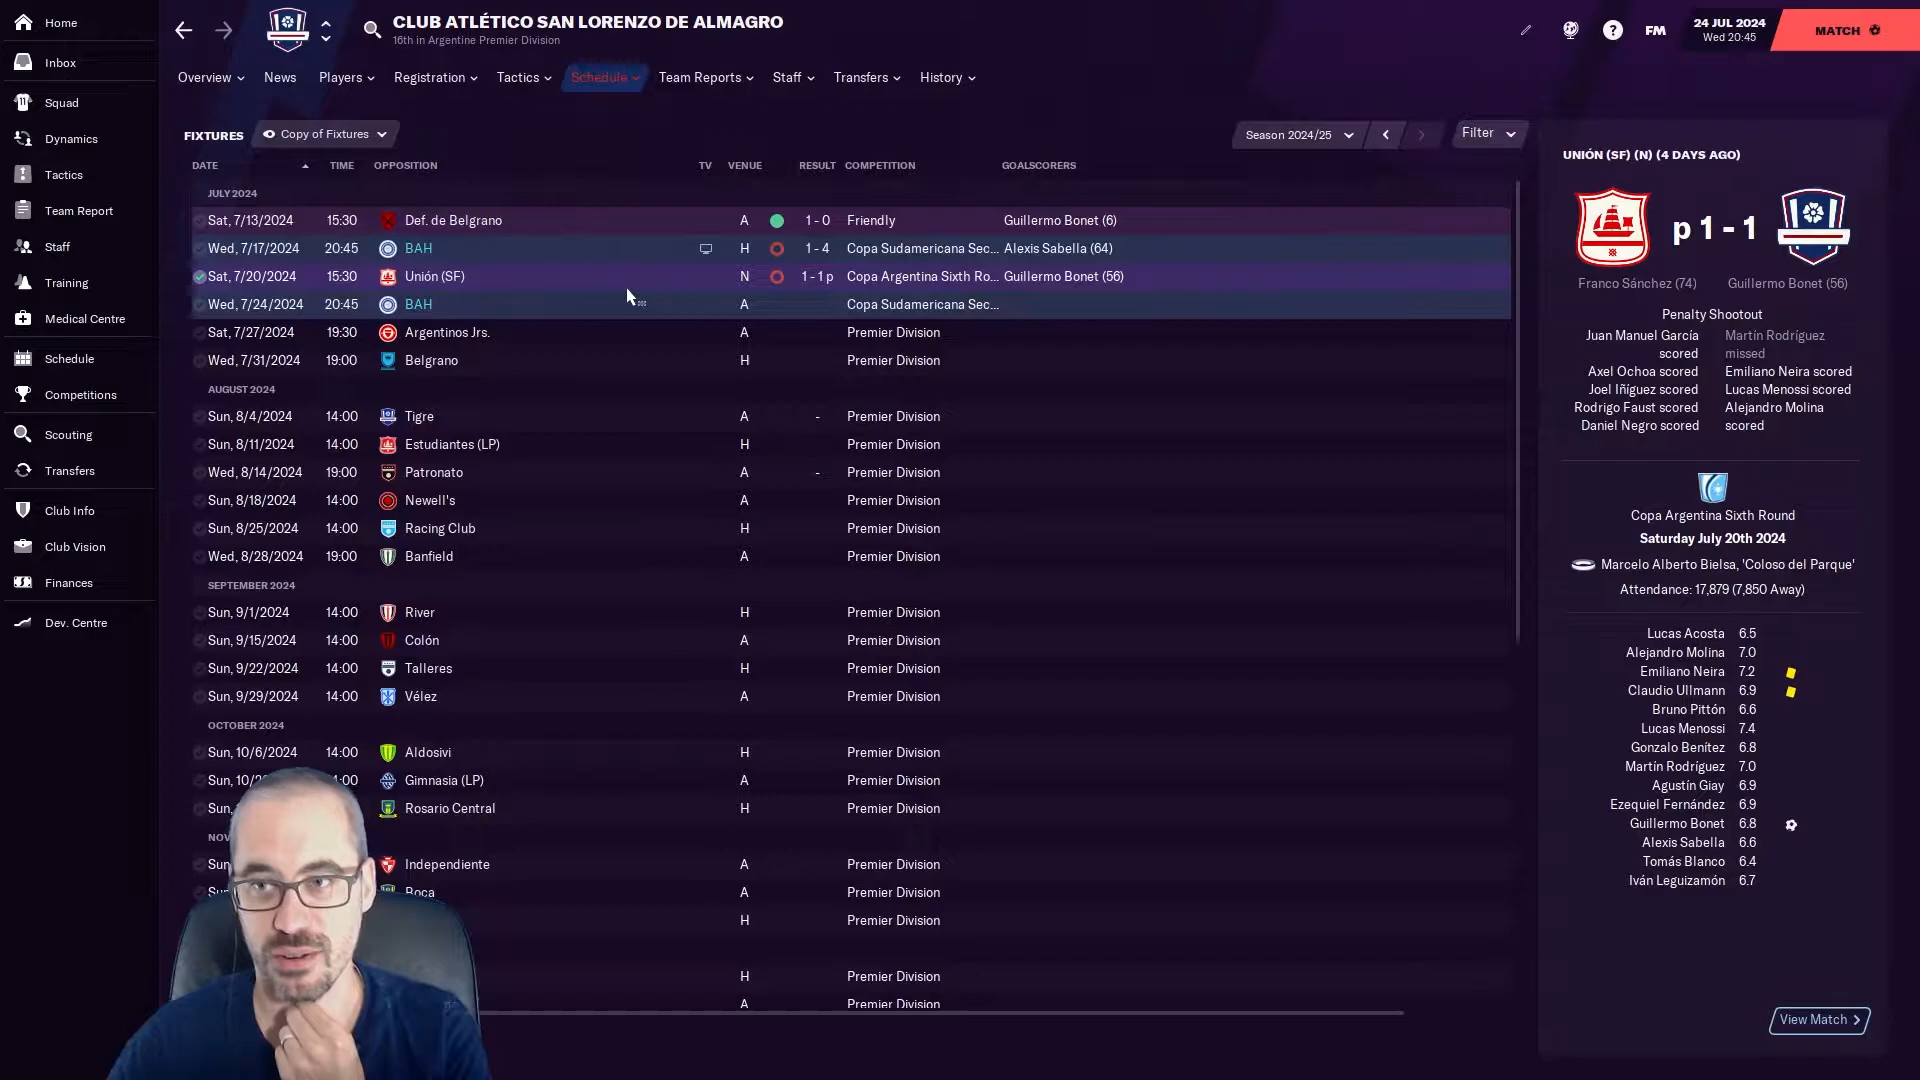 Home
Inbox
Squad
Dynamics
Tactics
Team Report
Staff
Training
Medical Centre
Schedule
Competitions
Scouting
Transfers
Club Info
Club Vision
Finances
Dev. Centre
CLUB ATLÉTICO SAN LORENZO DE ALMAGRO
16th in Argentine Premier Division
FM
24 JUL 2024
Wed 20:45
MATCH
Overview News Players Registration Tactics Schedule Team Reports Staff Transfers History
FIXTURES Copy of Fixtures Season 2024/25 Filter
DATE TIME OPPOSITION TV VENUE RESULT COMPETITION GOALSCORERS
JULY 2024
Sat, 7/13/2024 15:30 Def. de Belgrano A 1 - 0 Friendly Guillermo Bonet (6)
Wed, 7/17/2024 20:45 BAH H 1 - 4 Copa Sudamericana Sec... Alexis Sabella (64)
Sat, 7/20/2024 15:30 Unión (SF) N 1 - 1 p Copa Argentina Sixth Ro... Guillermo Bonet (56)
Wed, 7/24/2024 20:45 BAH A Copa Sudamericana Sec...
Sat, 7/27/2024 19:30 Argentinos Jrs. A Premier Division
Wed, 7/31/2024 19:00 Belgrano H Premier Division
AUGUST 2024
Sun, 8/4/2024 14:00 Tigre A - Premier Division
Sun, 8/11/2024 14:00 Estudiantes (LP) H Premier Division
Wed, 8/14/2024 19:00 Patronato A - Premier Division
Sun, 8/18/2024 14:00 Newell's A Premier Division
Sun, 8/25/2024 14:00 Racing Club H Premier Division
Wed, 8/28/2024 19:00 Banfield A Premier Division
SEPTEMBER 2024
Sun, 9/1/2024 14:00 River H Premier Division
Sun, 9/15/2024 14:00 Colón A Premier Division
Sun, 9/22/2024 14:00 Talleres H Premier Division
Sun, 9/29/2024 14:00 Vélez A Premier Division
OCTOBER 2024
Sun, 10/6/2024 14:00 Aldosivi H Premier Division
Sun, 10/2 :00 Gimnasia (LP) A Premier Division
Sun, Rosario Central H Premier Division
NOV
Sun Independiente A Premier Division
Su Boca A Premier Division
H Premier Division
H Premier Division
A Premier Division
UNIÓN (SF) (N) (4 DAYS AGO)
p 1 - 1
Franco Sánchez (74) Guillermo Bonet (56)
Penalty Shootout
Juan Manuel García scored
Axel Ochoa scored
Joel Iñíguez scored
Rodrigo Faust scored
Daniel Negro scored
Martín Rodríguez missed
Emiliano Neira scored
Lucas Menossi scored
Alejandro Molina scored
Copa Argentina Sixth Round
Saturday July 20th 2024
Marcelo Alberto Bielsa, 'Coloso del Parque'
Attendance: 17,879 (7,850 Away)
Lucas Acosta 6.5
Alejandro Molina 7.0
Emiliano Neira 7.2
Claudio Ullmann 6.9
Bruno Pittón 6.6
Lucas Menossi 7.4
Gonzalo Benítez 6.8
Martín Rodríguez 7.0
Agustín Giay 6.9
Ezequiel Fernández 6.9
Guillermo Bonet 6.8
Alexis Sabella 6.6
Tomás Blanco 6.4
Iván Leguizamón 6.7
View Match